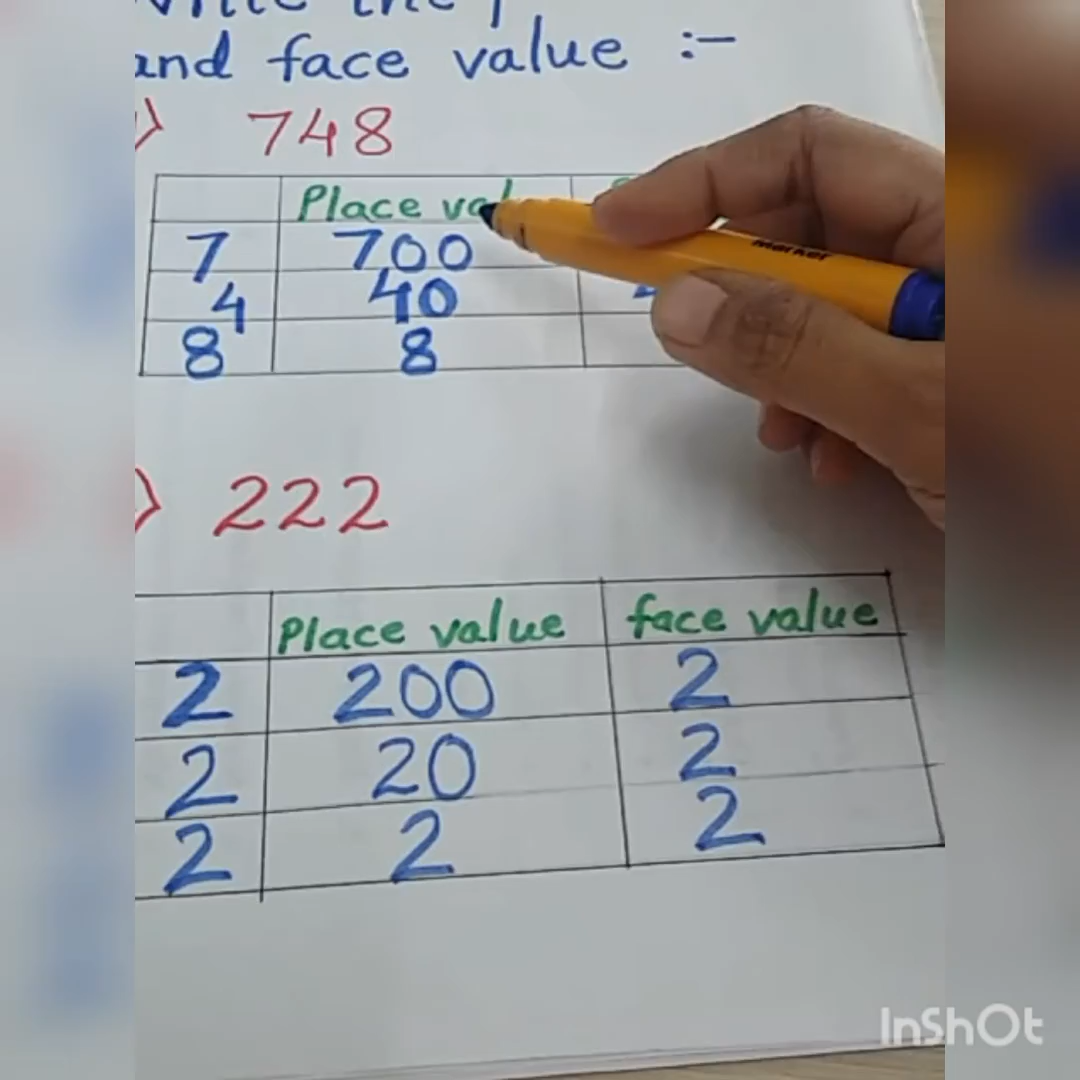 and face value :-
748
Place val
7 700
4 40
8 8
222
Place value face value
2 200 2
2 20 2
2 2 2
Marker
InShOt